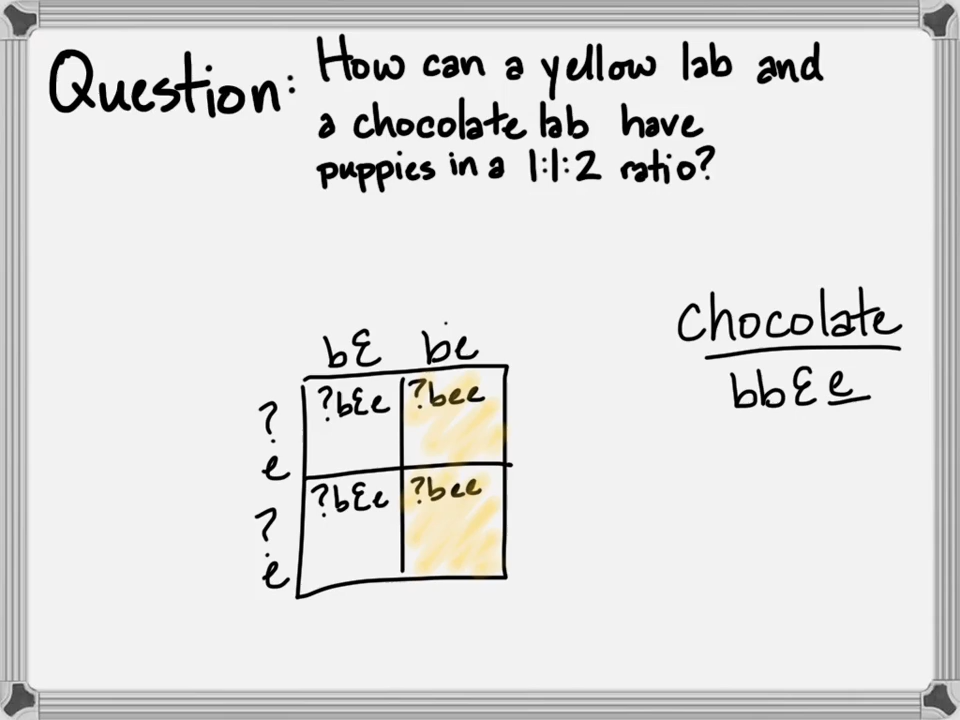 Question: How can a yellow lab and
a chocolate lab have
puppies in a 1:1:2 ratio?
chocolate
bbEe
bE be
? ?bEe ?bee
e
? ?bEe ?bee
e